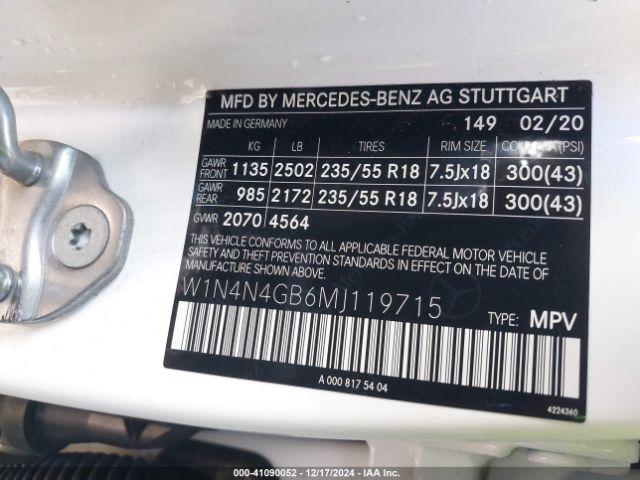 MFD BY MERCEDES-BENZ AG STUTTGART
MADE IN GERMANY 149 02/20
KG LB TIRES RIM SIZE (PSI)
GAWR FRONT 1135 2502 235/55 R18 7.5Jx18 300(43)
GAWR REAR 985 2172 235/55 R18 7.5Jx18 300(43)
GVWR 2070 4564
THIS VEHICLE CONFORMS TO ALL APPLICABLE FEDERAL MOTOR VEHICLE
SAFETY AND THEFT PREVENTION STANDARDS IN EFFECT ON THE DATE
OF MANUFACTURE SHOWN ABOVE.
W1N4N4GB6MJ119715
TYPE: MPV
A 000 817 54 04
4224360
000-41090052 - 12/17/2024 - IAA Inc.